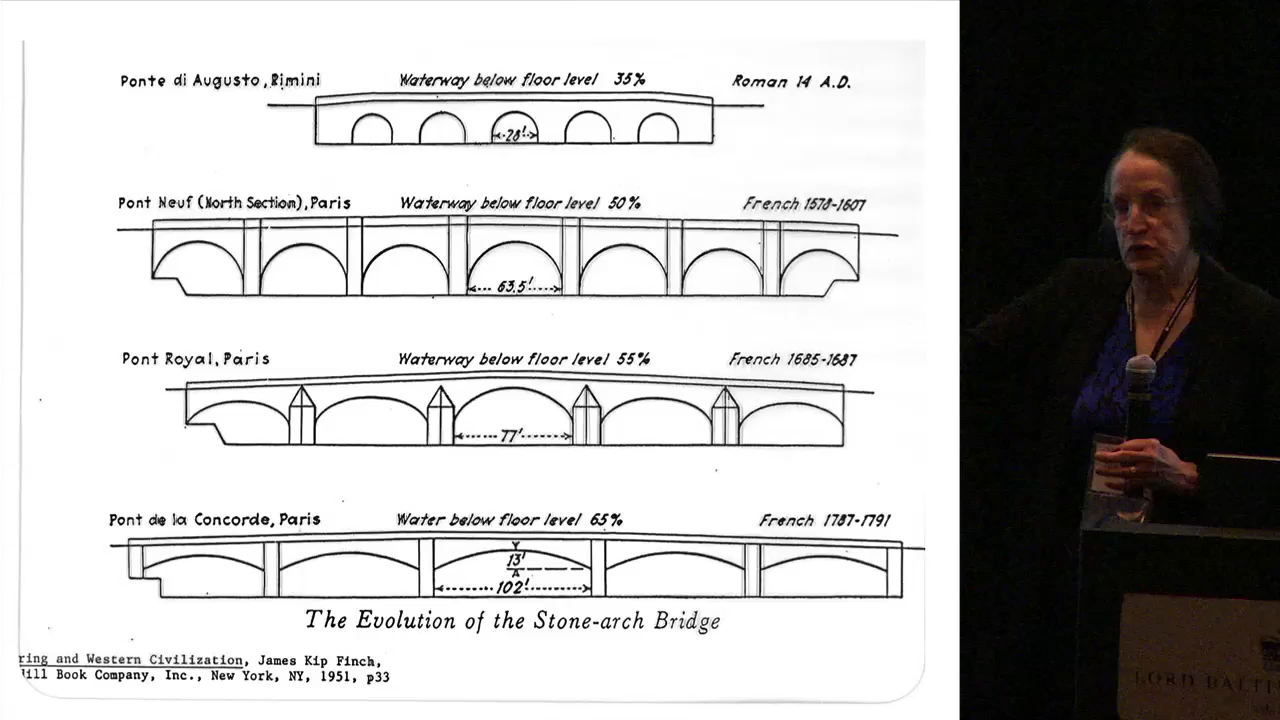 Ponte di Augusto, Rimini Waterway below floor level 35% Roman 14 A.D.
28'
Pont Neuf (North Section), Paris Waterway below floor level 50% French 1578-1607
63.5'
Pont Royal, Paris Waterway below floor level 55% French 1685-1687
77'
Pont de la Concorde, Paris Water below floor level 65% French 1787-1791
13'
102'
The Evolution of the Stone-arch Bridge
ring and Western Civilization, James Kip Finch,
Hill Book Company, Inc., New York, NY, 1951, p33
LORD BALTI